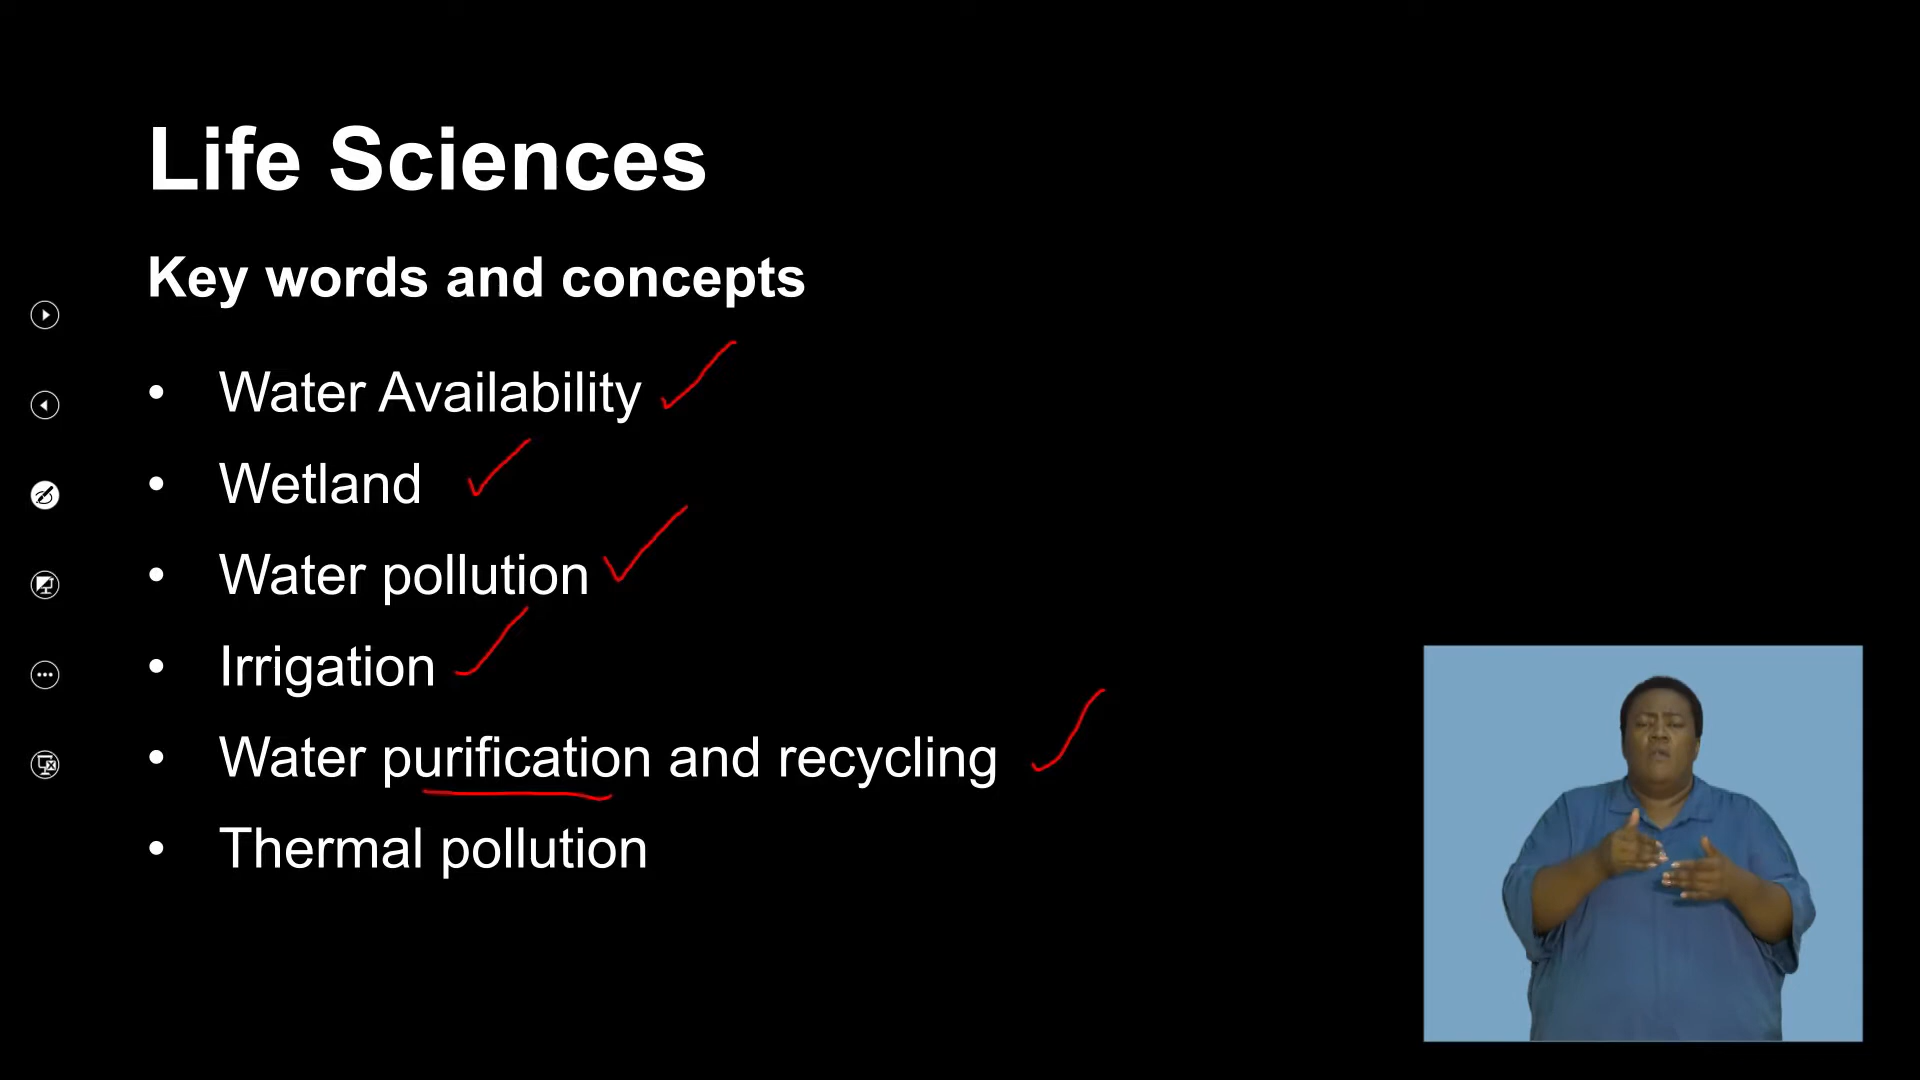 Life Sciences
Key words and concepts
• Water Availability
• Wetland
• Water pollution
• Irrigation
• Water purification and recycling
• Thermal pollution